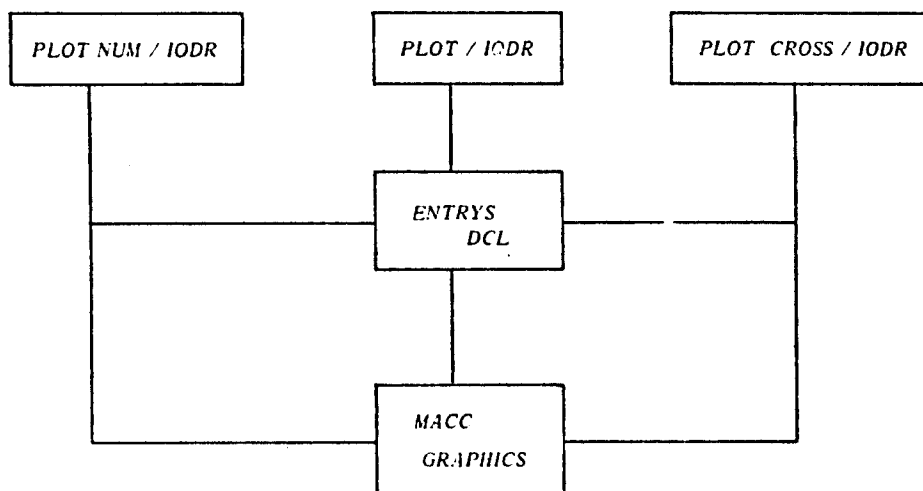 PLOT NUM / IODR
PLOT / IODR
PLOT CROSS / IODR
ENTRYS
DCL
MACC
GRAPHICS